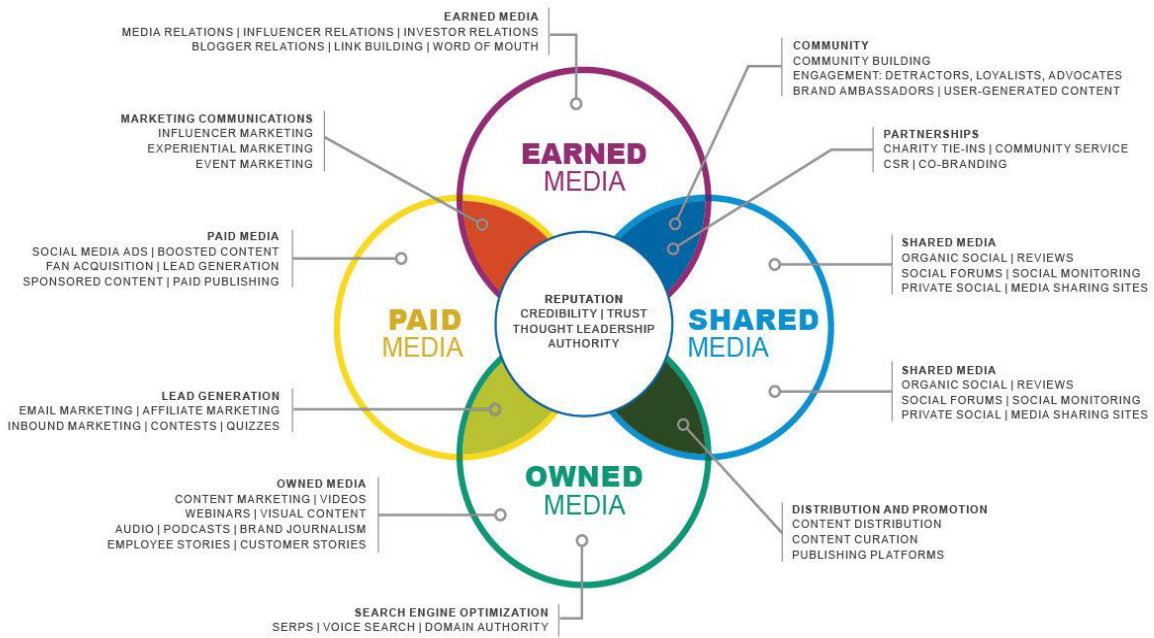 EARNED MEDIA
MEDIA RELATIONS | INFLUENCER RELATIONS | INVESTOR RELATIONS
BLOGGER RELATIONS | LINK BUILDING | WORD OF MOUTH
COMMUNITY
COMMUNITY BUILDING
ENGAGEMENT: DETRACTORS, LOYALISTS, ADVOCATES
BRAND AMBASSADORS | USER-GENERATED CONTENT
MARKETING COMMUNICATIONS
INFLUENCER MARKETING
EXPERIENTIAL MARKETING
EVENT MARKETING
EARNED
MEDIA
PARTNERSHIPS
CHARITY TIE-INS | COMMUNITY SERVICE
CSR | CO-BRANDING
PAID MEDIA
SOCIAL MEDIA ADS | BOOSTED CONTENT
FAN ACQUISITION | LEAD GENERATION
SPONSORED CONTENT | PAID PUBLISHING
SHARED MEDIA
ORGANIC SOCIAL | REVIEWS
SOCIAL FORUMS | SOCIAL MONITORING
PRIVATE SOCIAL | MEDIA SHARING SITES
PAID
MEDIA
REPUTATION
CREDIBILITY | TRUST
THOUGHT LEADERSHIP
AUTHORITY
SHARED
MEDIA
LEAD GENERATION
EMAIL MARKETING | AFFILIATE MARKETING
INBOUND MARKETING | CONTESTS | QUIZZES
SHARED MEDIA
ORGANIC SOCIAL | REVIEWS
SOCIAL FORUMS | SOCIAL MONITORING
PRIVATE SOCIAL | MEDIA SHARING SITES
OWNED
MEDIA
OWNED MEDIA
CONTENT MARKETING | VIDEOS
WEBINARS | VISUAL CONTENT
AUDIO | PODCASTS | BRAND JOURNALISM
EMPLOYEE STORIES | CUSTOMER STORIES
DISTRIBUTION AND PROMOTION
CONTENT DISTRIBUTION
CONTENT CURATION
PUBLISHING PLATFORMS
SEARCH ENGINE OPTIMIZATION
SERPS | VOICE SEARCH | DOMAIN AUTHORITY